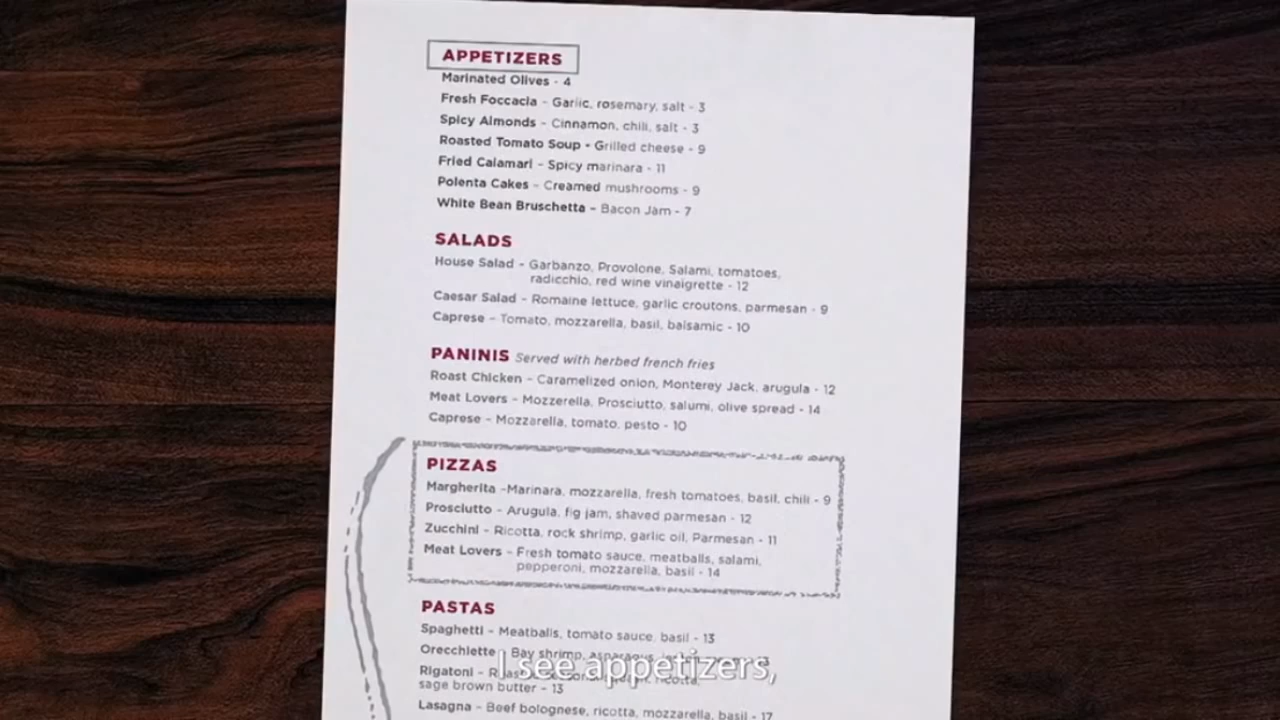 APPETIZERS
Marinated Olives - 4
Fresh Foccacia - Garlic, rosemary, salt - 3
Spicy Almonds - Cinnamon, chili, salt - 3
Roasted Tomato Soup - Grilled cheese - 9
Fried Calamari - Spicy marinara - 11
Polenta Cakes - Creamed mushrooms - 9
White Bean Bruschetta - Bacon Jam - 7
SALADS
House Salad - Garbanzo, Provolone, Salami, tomatoes,
radicchio, red wine vinaigrette - 12
Caesar Salad - Romaine lettuce, garlic croutons, parmesan - 9
Caprese - Tomato, mozzarella, basil, balsamic - 10
PANINIS Served with herbed french fries
Roast Chicken - Caramelized onion, Monterey Jack, arugula - 12
Meat Lovers - Mozzerella, Prosciutto, salumi, olive spread - 14
Caprese - Mozzarella, tomato, pesto - 10
PIZZAS
Margherita -Marinara, mozzarella, fresh tomatoes, basil, chili - 9
Prosciutto - Arugula, fig jam, shaved parmesan - 12
Zucchini - Ricotta, rock shrimp, garlic oil, Parmesan - 11
Meat Lovers - Fresh tomato sauce, meatballs, salami,
pepperoni, mozzarella, basil - 14
PASTAS
Spaghetti - Meatballs, tomato sauce, basil - 13
Orecchiette - Bay shrimp, asparagus,
Rigatoni - ricotta,
sage brown butter - 13
Lasagna - Beef bolognese, ricotta, mozzarella, basil - 17
I see appetizers,